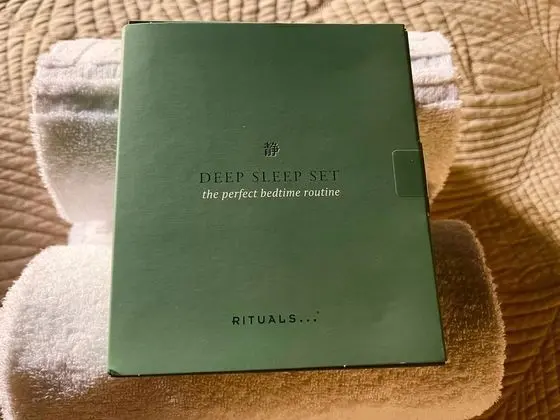 静
DEEP SLEEP SET
the perfect bedtime routine
RITUALS...